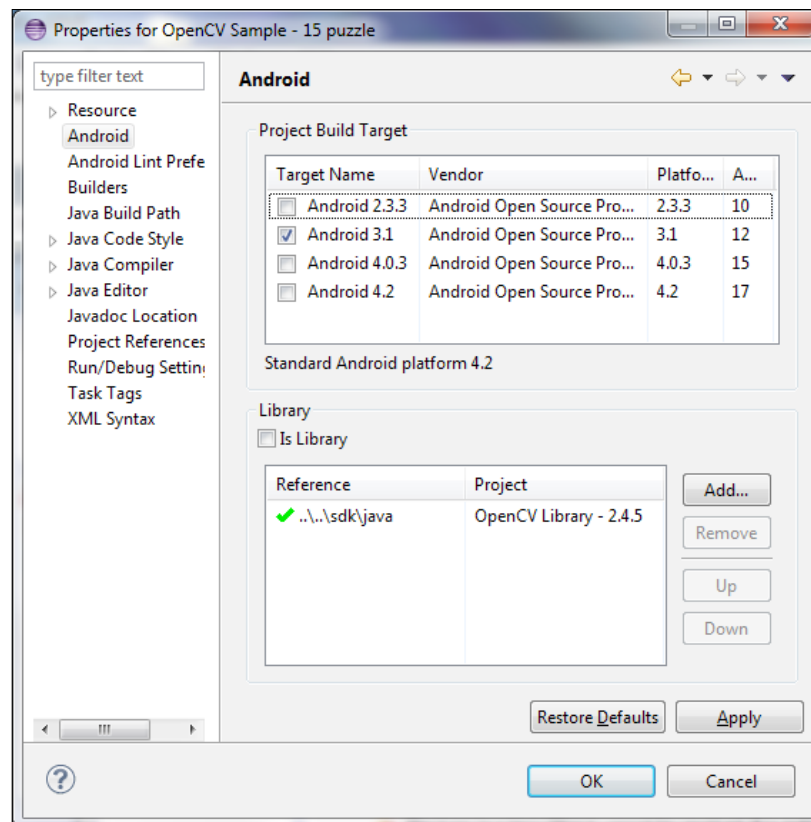 Properties for OpenCV Sample - 15 puzzle
type filter text
Resource
Android
Android Lint Prefe
Builders
Java Build Path
Java Code Style
Java Compiler
Java Editor
Javadoc Location
Project References
Run/Debug Settin
Task Tags
XML Syntax
Android
Project Build Target
Target Name Vendor Platfo... A...
Android 2.3.3 Android Open Source Pro... 2.3.3 10
Android 3.1 Android Open Source Pro... 3.1 12
Android 4.0.3 Android Open Source Pro... 4.0.3 15
Android 4.2 Android Open Source Pro... 4.2 17
Standard Android platform 4.2
Library
Is Library
Reference Project
..\..\sdk\java OpenCV Library - 2.4.5
Add...
Remove
Up
Down
Restore Defaults Apply
OK Cancel